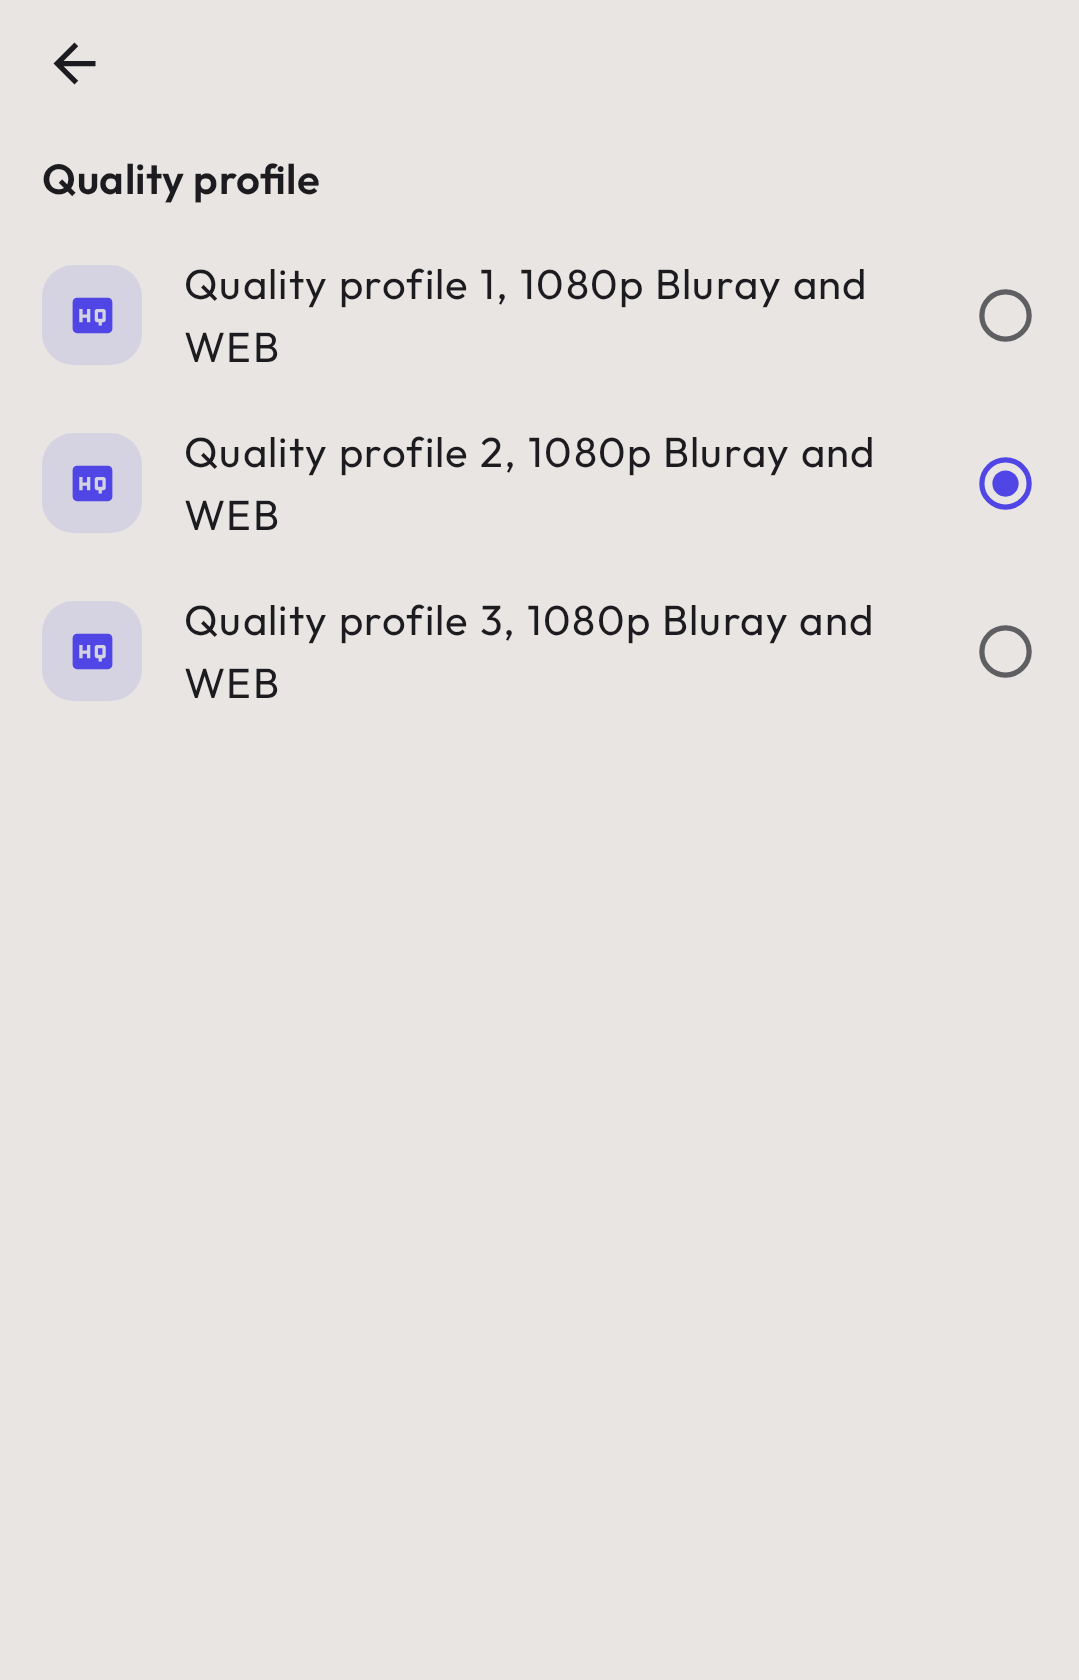 Quality profile
HQ
Quality profile 1, 1080p Bluray and
WEB
HQ
Quality profile 2, 1080p Bluray and
WEB
HQ
Quality profile 3, 1080p Bluray and
WEB